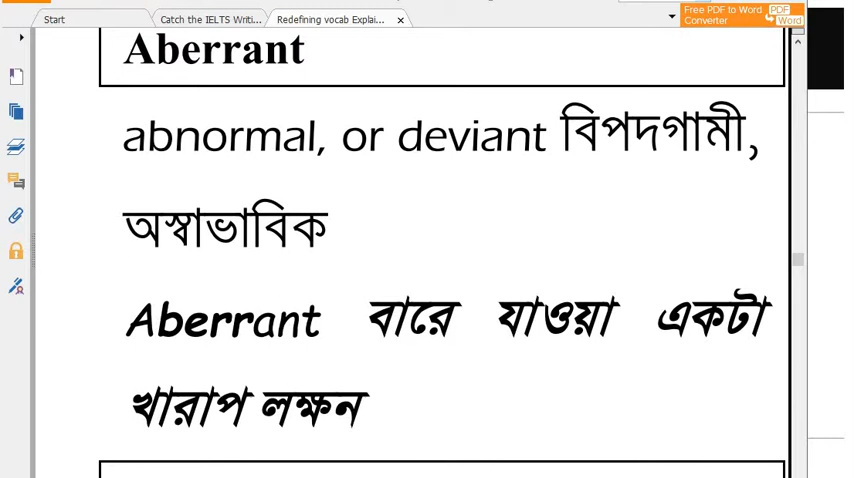 Start
Catch the IELTS Writi...
Redefining vocab Explai...
Free PDF to Word
Converter
PDF
Word
Aberrant
abnormal, or deviant বিপদগামী,
অস্বাভাবিক
Aberrant বারে যাওয়া একটা
খারাপ লক্ষন